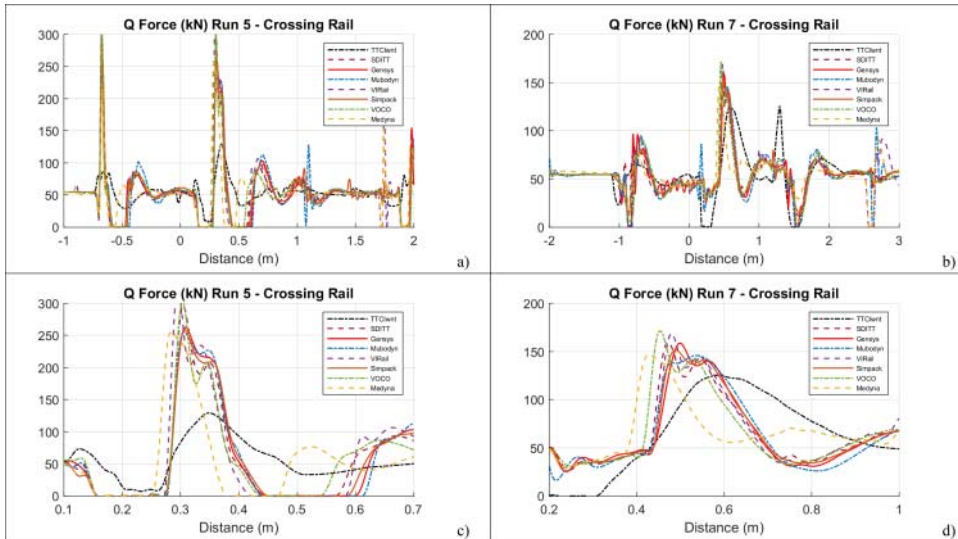 Q Force (kN) Run 5 - Crossing Rail
300
250
200
150
100
50
0
-1 -0.5 0 0.5 1 1.5 2
Distance (m)
TTCIwnt
SDITT
Gensys
Mubodyn
VIRail
Simpack
VOCO
Medyna
a)
Q Force (kN) Run 7 - Crossing Rail
200
150
100
50
0
-2 -1 0 1 2 3
Distance (m)
TTCIwnt
SDITT
Gensys
Mubodyn
VIRail
Simpack
VOCO
Medyna
b)
Q Force (kN) Run 5 - Crossing Rail
300
250
200
150
100
50
0
0.1 0.2 0.3 0.4 0.5 0.6 0.7
Distance (m)
TTCIwnt
SDITT
Gensys
Mubodyn
VIRail
Simpack
VOCO
Medyna
c)
Q Force (kN) Run 7 - Crossing Rail
200
150
100
50
0
0.2 0.4 0.6 0.8 1
Distance (m)
TTCIwnt
SDITT
Gensys
Mubodyn
VIRail
Simpack
VOCO
Medyna
d)